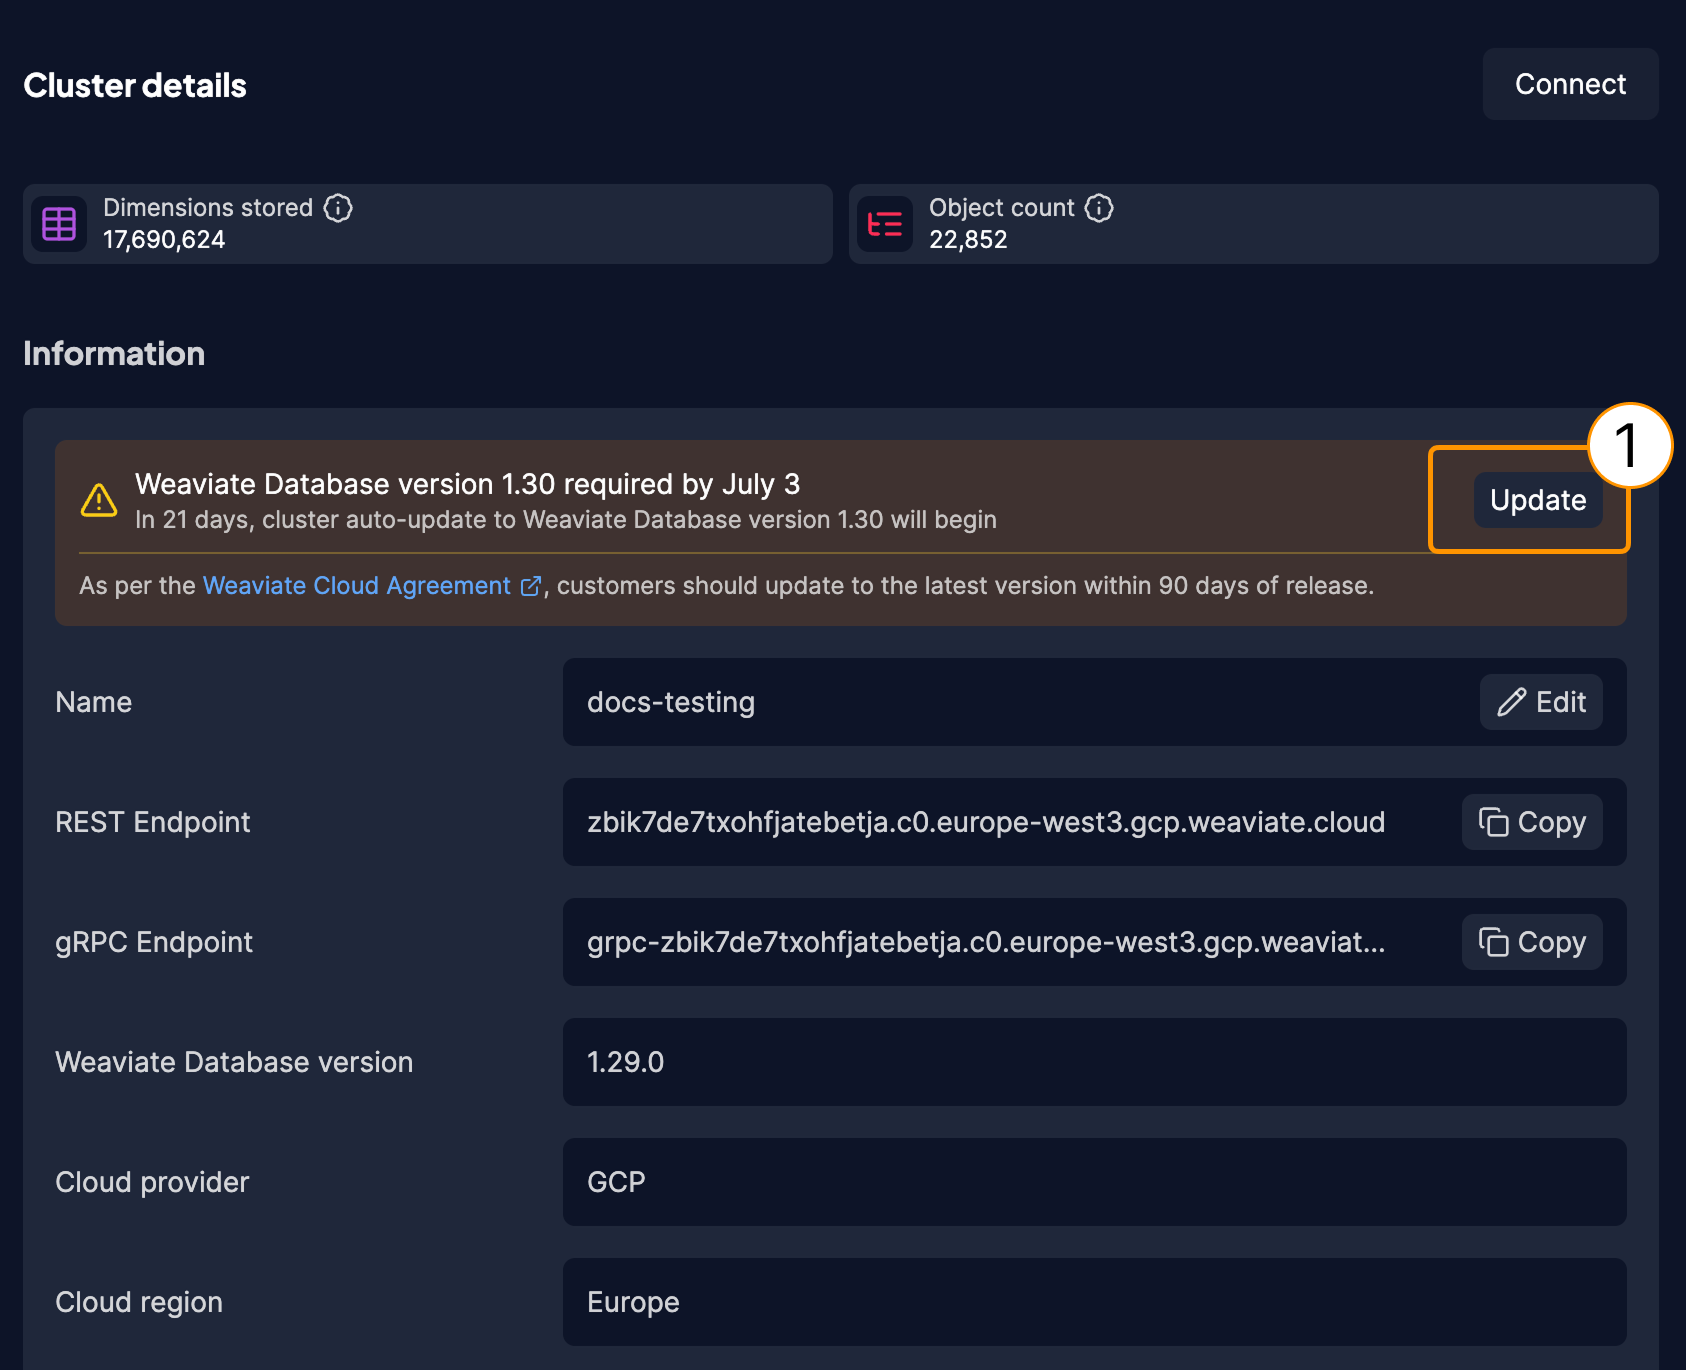 Cluster details
Connect
Dimensions stored
17,690,624
Object count
22,852
Information
1
Weaviate Database version 1.30 required by July 3
In 21 days, cluster auto-update to Weaviate Database version 1.30 will begin
Update
As per the Weaviate Cloud Agreement , customers should update to the latest version within 90 days of release.
Name
docs-testing
Edit
REST Endpoint
zbik7de7txohfjatebetja.c0.europe-west3.gcp.weaviate.cloud
Copy
gRPC Endpoint
grpc-zbik7de7txohfjatebetja.c0.europe-west3.gcp.weaviat...
Copy
Weaviate Database version
1.29.0
Cloud provider
GCP
Cloud region
Europe